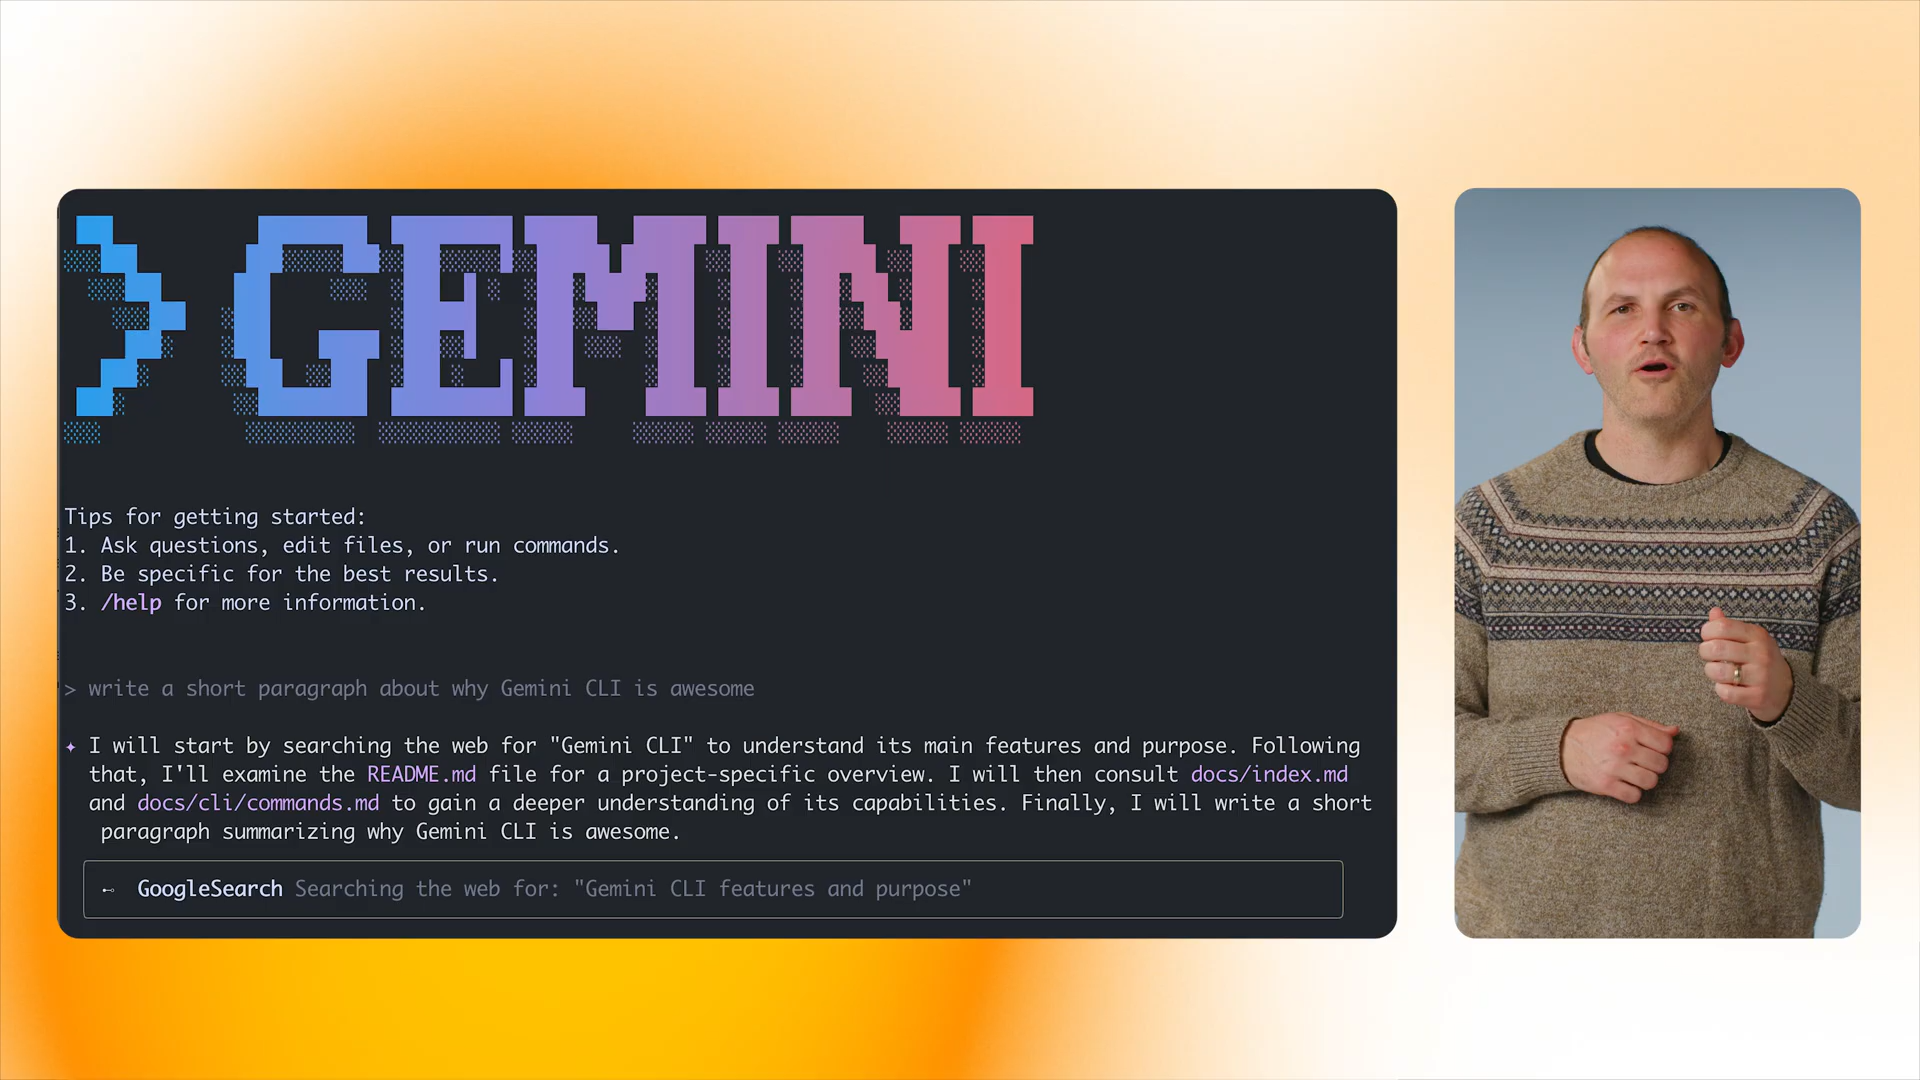 > GEMINI
Tips for getting started:
1. Ask questions, edit files, or run commands.
2. Be specific for the best results.
3. /help for more information.
> write a short paragraph about why Gemini CLI is awesome
✦ I will start by searching the web for "Gemini CLI" to understand its main features and purpose. Following
that, I'll examine the README.md file for a project-specific overview. I will then consult docs/index.md
and docs/cli/commands.md to gain a deeper understanding of its capabilities. Finally, I will write a short
paragraph summarizing why Gemini CLI is awesome.
⊷ GoogleSearch Searching the web for: "Gemini CLI features and purpose"